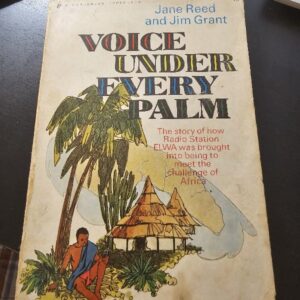 Jane Reed
and Jim Grant
VOICE
UNDER
EVERY
PALM
The story of how
Radio Station
ELWA was brought
into being to
meet the
challenge of
Africa